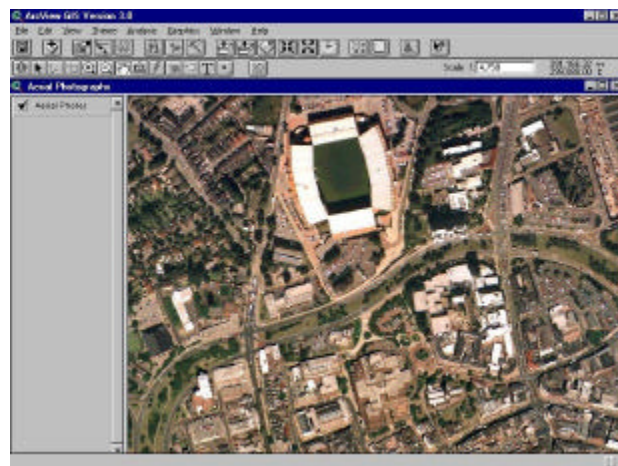 ArcView GIS Version 3.0
File Edit View Theme Analysis Graphics Window Help
T
Scale 1:
Aerial Photographs
Aerial Photos